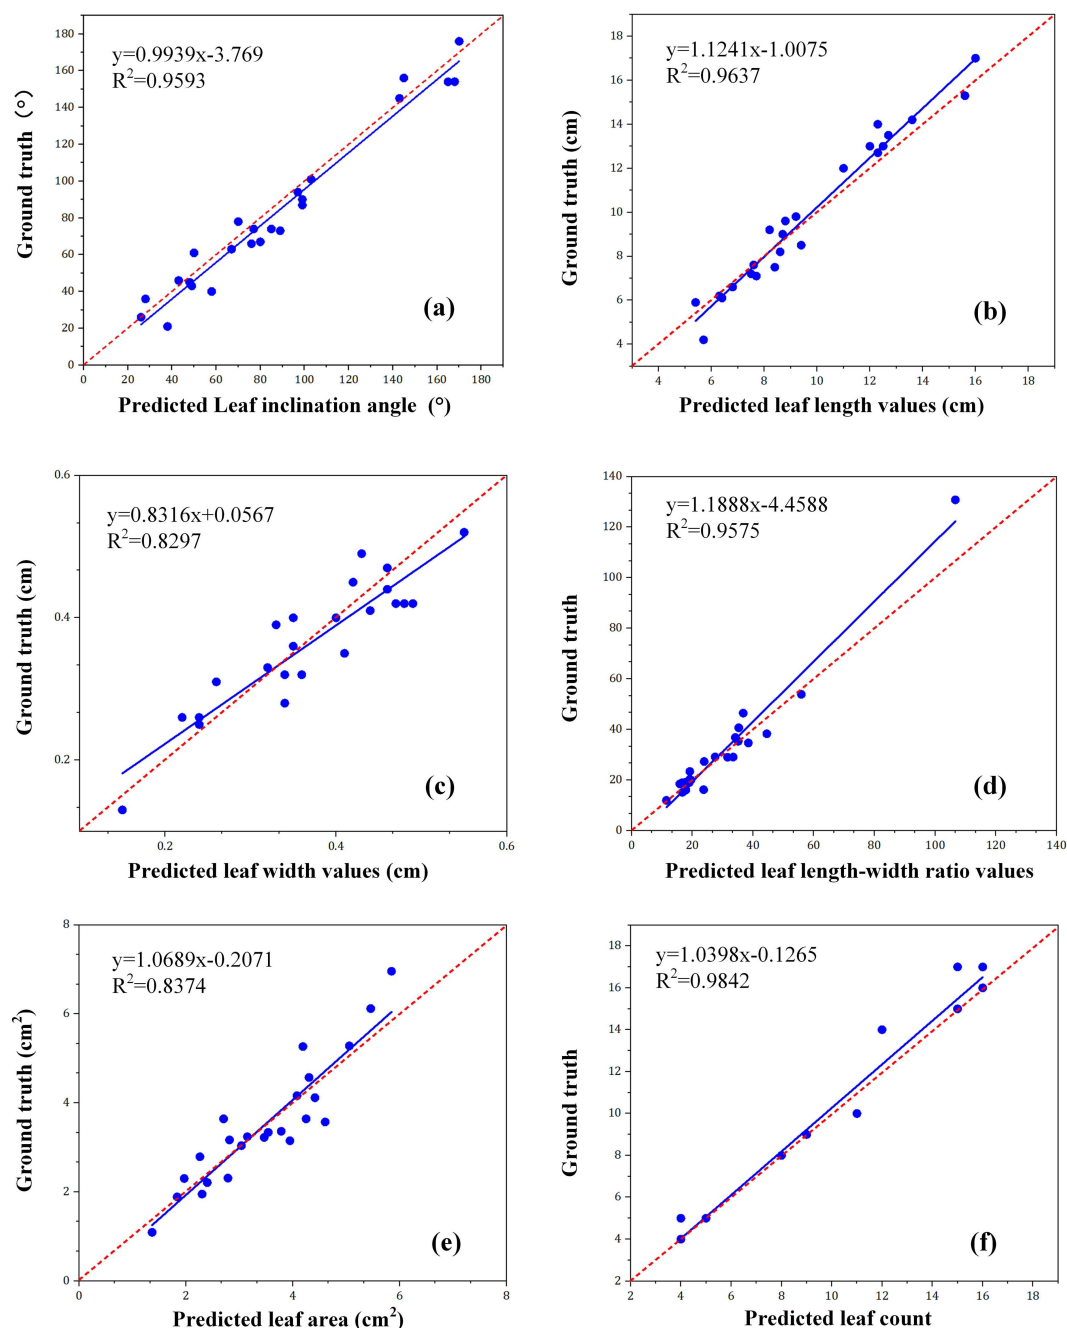 y=0.9939x-3.769
R²=0.9593
180
160
140
120
100
80
60
40
20
0
0 20 40 60 80 100 120 140 160 180
Ground truth (°)
Predicted Leaf inclination angle (°)
(a)
y=1.1241x-1.0075
R²=0.9637
18
16
14
12
10
8
6
4
4 6 8 10 12 14 16 18
Ground truth (cm)
Predicted leaf length values (cm)
(b)
y=0.8316x+0.0567
R²=0.8297
0.6
0.4
0.2
0.2 0.4 0.6
Ground truth (cm)
Predicted leaf width values (cm)
(c)
y=1.1888x-4.4588
R²=0.9575
140
120
100
80
60
40
20
0
0 20 40 60 80 100 120 140
Ground truth
Predicted leaf length-width ratio values
(d)
y=1.0689x-0.2071
R²=0.8374
8
6
4
2
0
0 2 4 6 8
Ground truth (cm²)
Predicted leaf area (cm²)
(e)
y=1.0398x-0.1265
R²=0.9842
18
16
14
12
10
8
6
4
2
2 4 6 8 10 12 14 16 18
Ground truth
Predicted leaf count
(f)